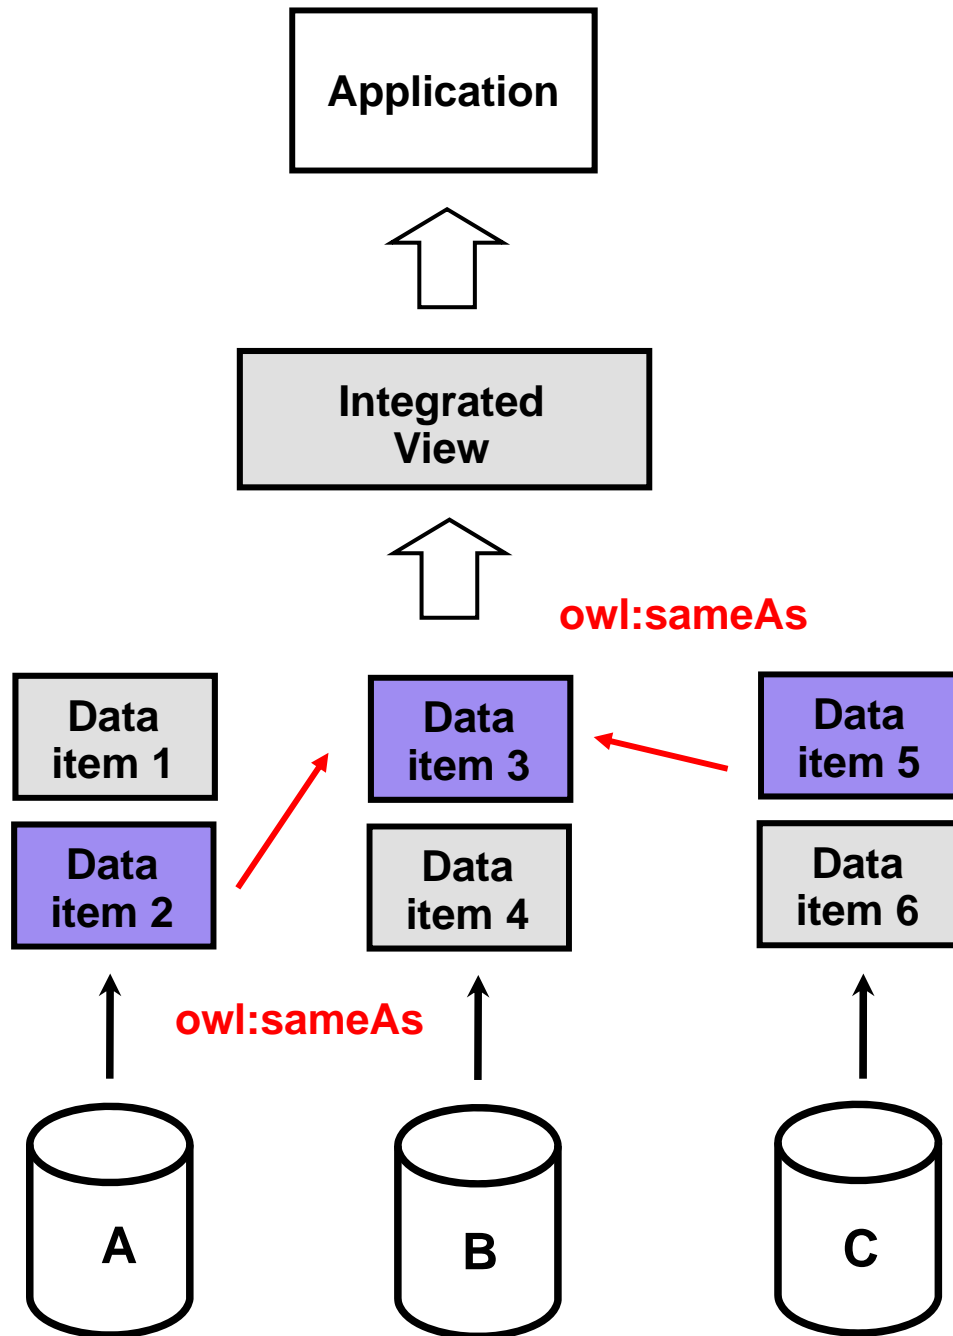 Application
Integrated
View
owl:sameAs
Data
item 1
Data
item 3
Data
item 5
Data
item 2
Data
item 4
Data
item 6
owl:sameAs
A
B
C